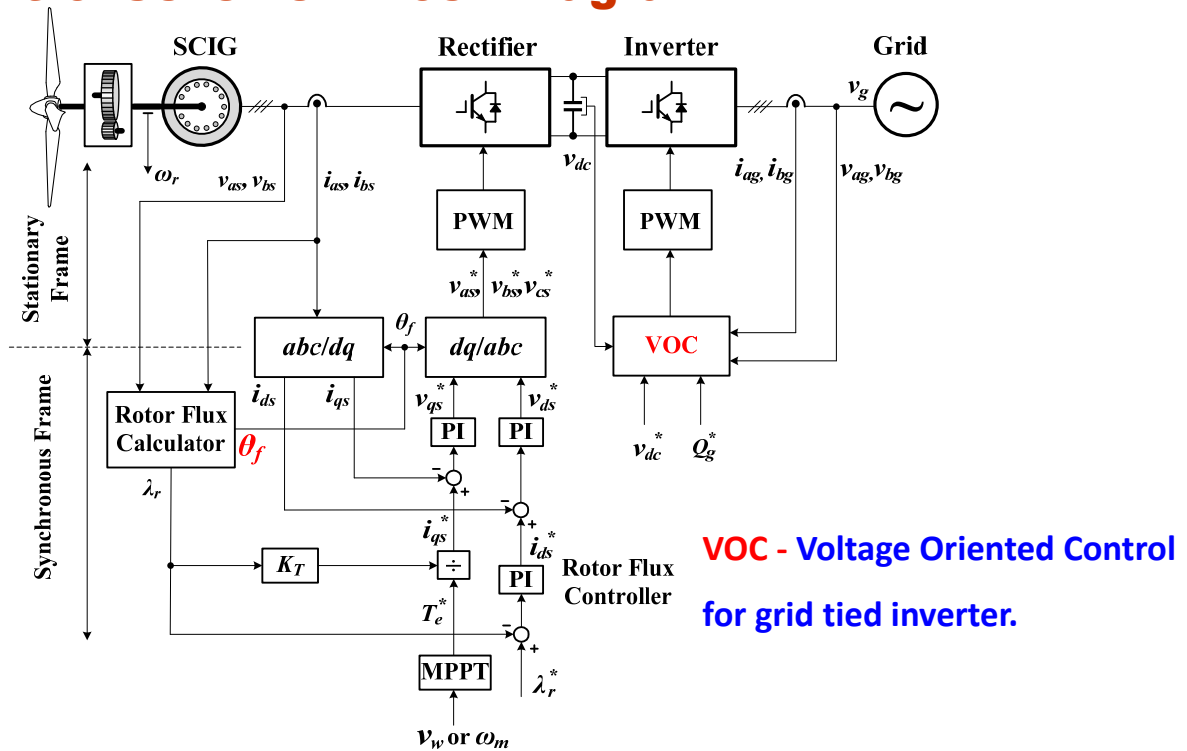 SCIG
Rectifier
Inverter
Grid
v_g
ω_r
v_as, v_bs
i_as, i_bs
v_dc
i_ag, i_bg
v_ag, v_bg
PWM
PWM
Stationary
Frame
v_as^*, v_bs^*, v_cs^*
abc/dq
θ_f
dq/abc
VOC
i_ds
i_qs
v_qs^*
v_ds^*
Rotor Flux
Calculator
θ_f
PI
PI
v_dc^*
Q_g^*
λ_r
−
+
−
+
Synchronous Frame
i_qs^*
i_ds^*
K_T
÷
PI
Rotor Flux
Controller
T_e^*
−
+
MPPT
λ_r^*
v_w or ω_m
VOC - Voltage Oriented Control
for grid tied inverter.